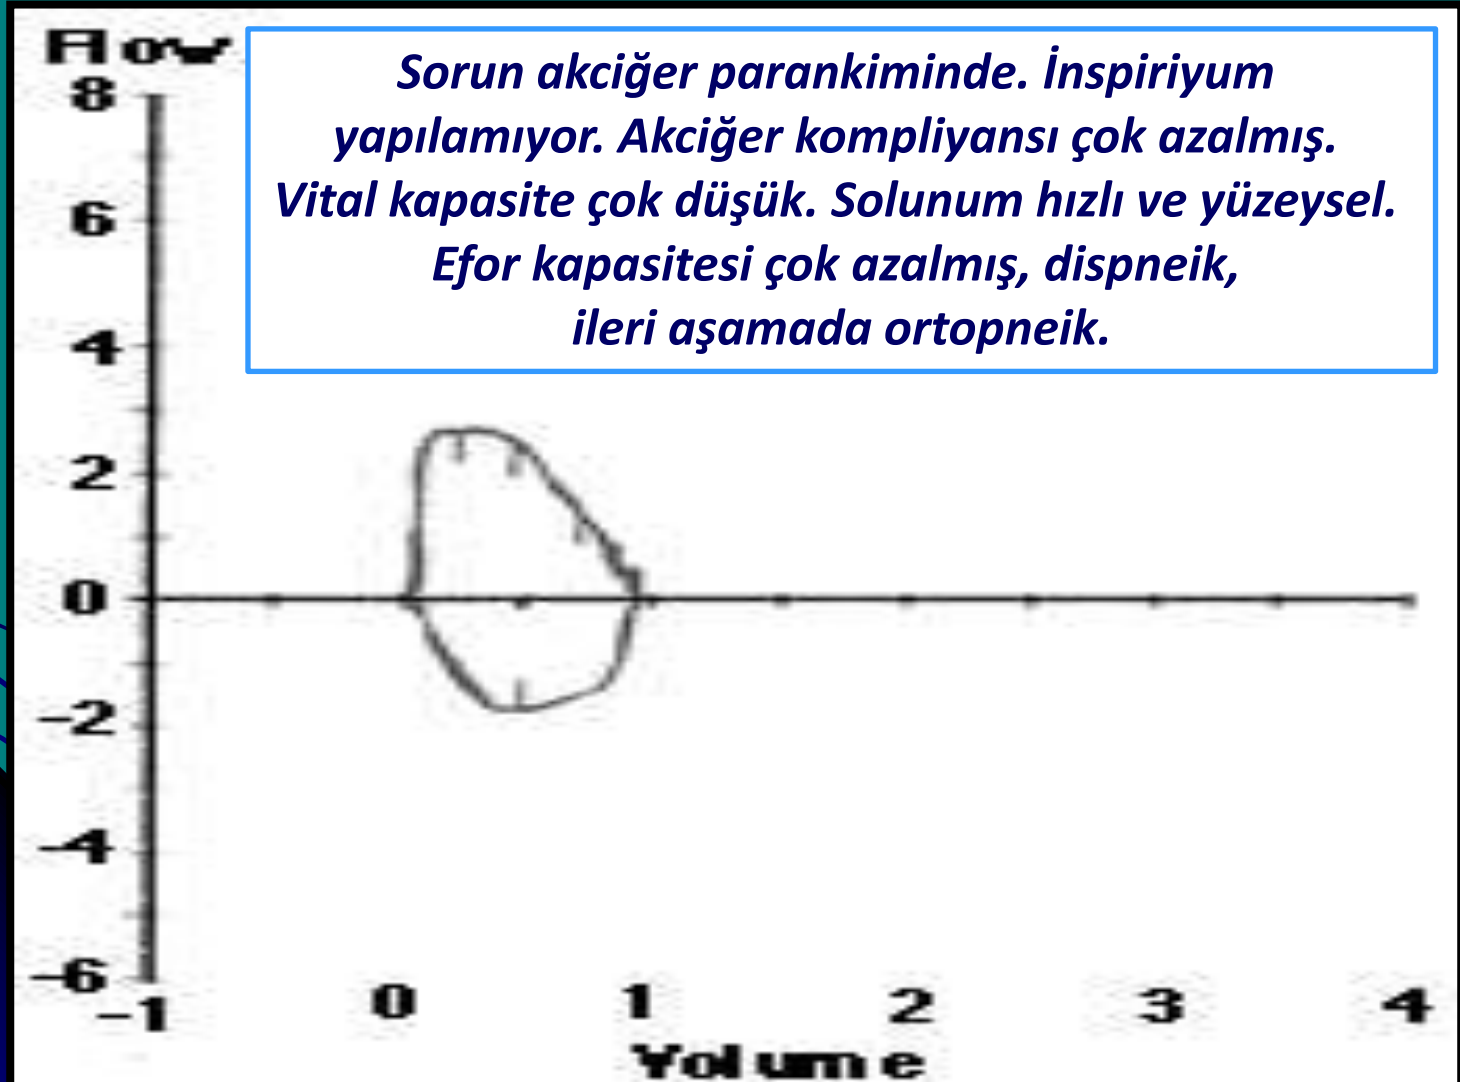 Flow
Sorun akciğer parankiminde. İnspiriyum
yapılamıyor. Akciğer kompliyansı çok azalmış.
Vital kapasite çok düşük. Solunum hızlı ve yüzeysel.
Efor kapasitesi çok azalmış, dispneik,
ileri aşamada ortopneik.
8
6
4
2
0
-2
-4
-6
-1 0 1 2 3 4
Volume